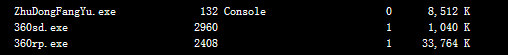 ZhuDongFangYu.exe 132 Console 0 8,512 K
360sd.exe 2960 1 1,040 K
360rp.exe 2408 1 33,764 K